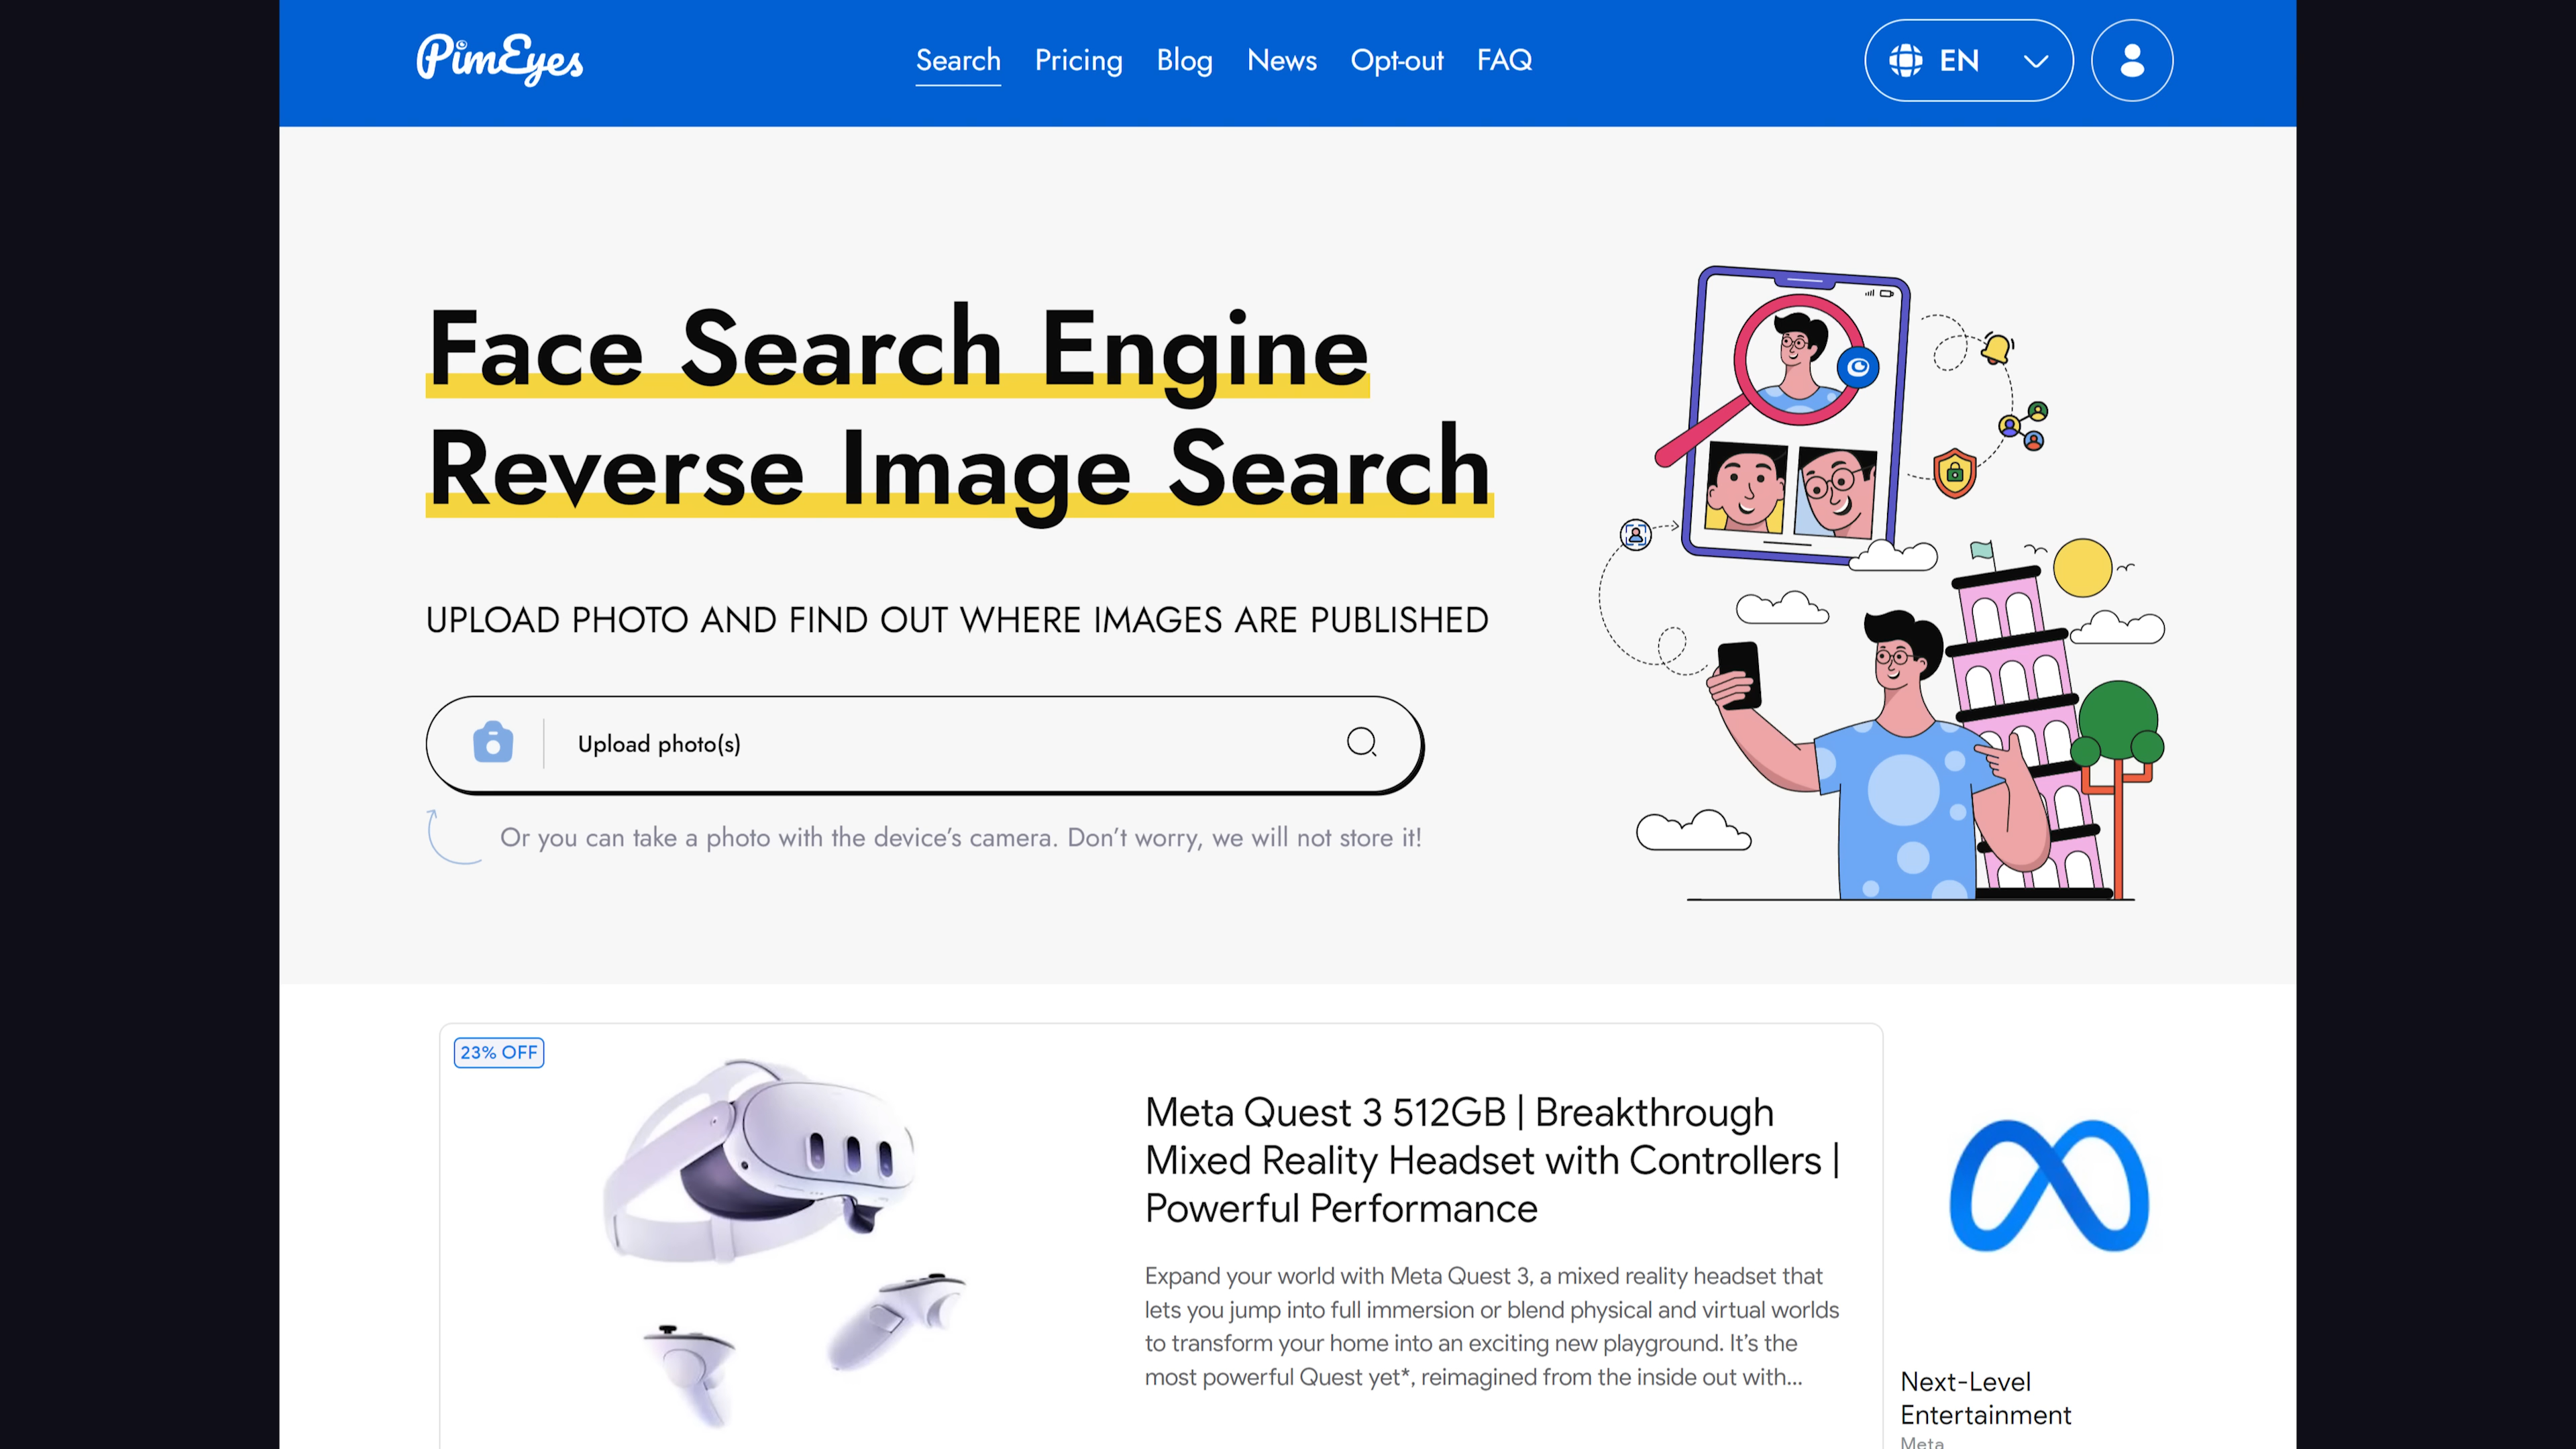 PimEyes
Search
Pricing
Blog
News
Opt-out
FAQ
EN
Face Search Engine
Reverse Image Search
UPLOAD PHOTO AND FIND OUT WHERE IMAGES ARE PUBLISHED
Upload photo(s)
Or you can take a photo with the device’s camera. Don’t worry, we will not store it!
23% OFF
Meta Quest 3 512GB | Breakthrough
Mixed Reality Headset with Controllers |
Powerful Performance
Expand your world with Meta Quest 3, a mixed reality headset that
lets you jump into full immersion or blend physical and virtual worlds
to transform your home into an exciting new playground. It’s the
most powerful Quest yet*, reimagined from the inside out with...
Next-Level
Entertainment
Meta